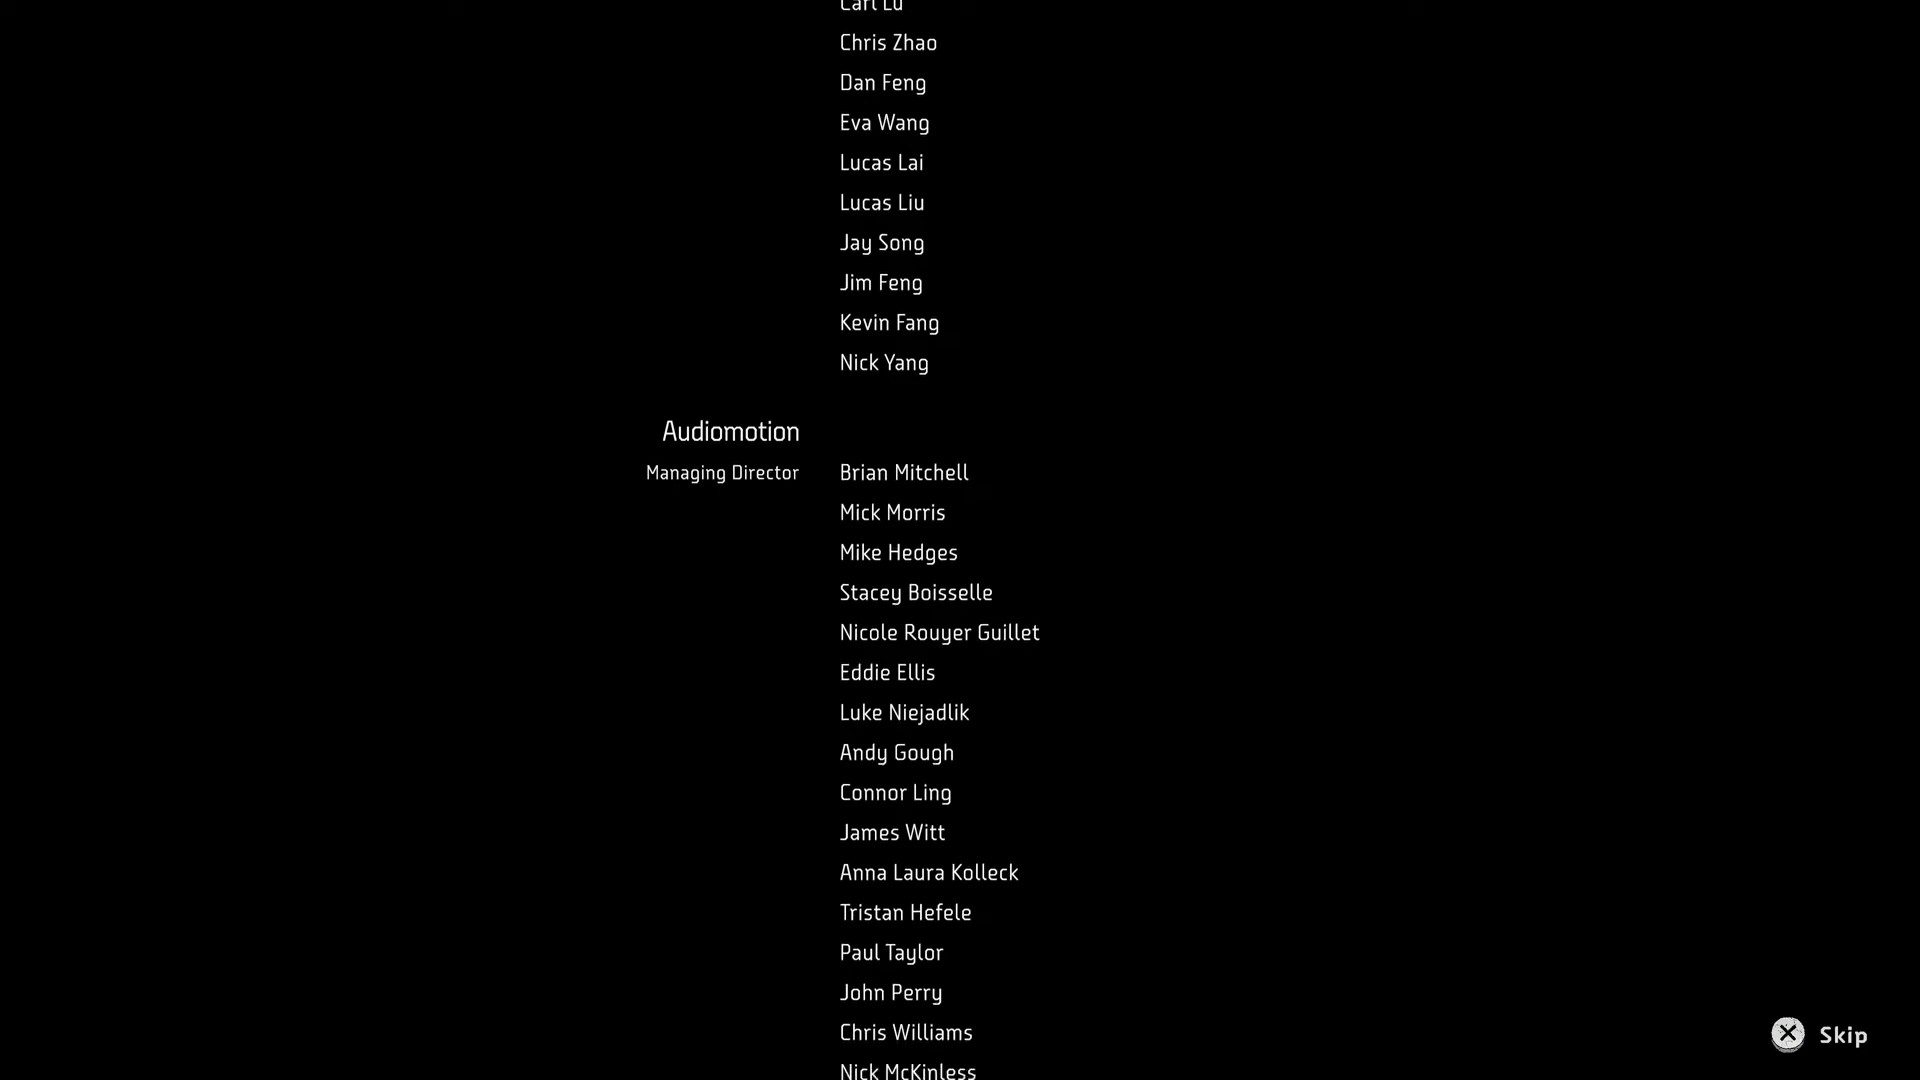 Carl Lu
Chris Zhao
Dan Feng
Eva Wang
Lucas Lai
Lucas Liu
Jay Song
Jim Feng
Kevin Fang
Nick Yang
Audiomotion
Managing Director Brian Mitchell
Mick Morris
Mike Hedges
Stacey Boisselle
Nicole Rouyer Guillet
Eddie Ellis
Luke Niejadlik
Andy Gough
Connor Ling
James Witt
Anna Laura Kolleck
Tristan Hefele
Paul Taylor
John Perry
Chris Williams
Nick McKinless
Skip